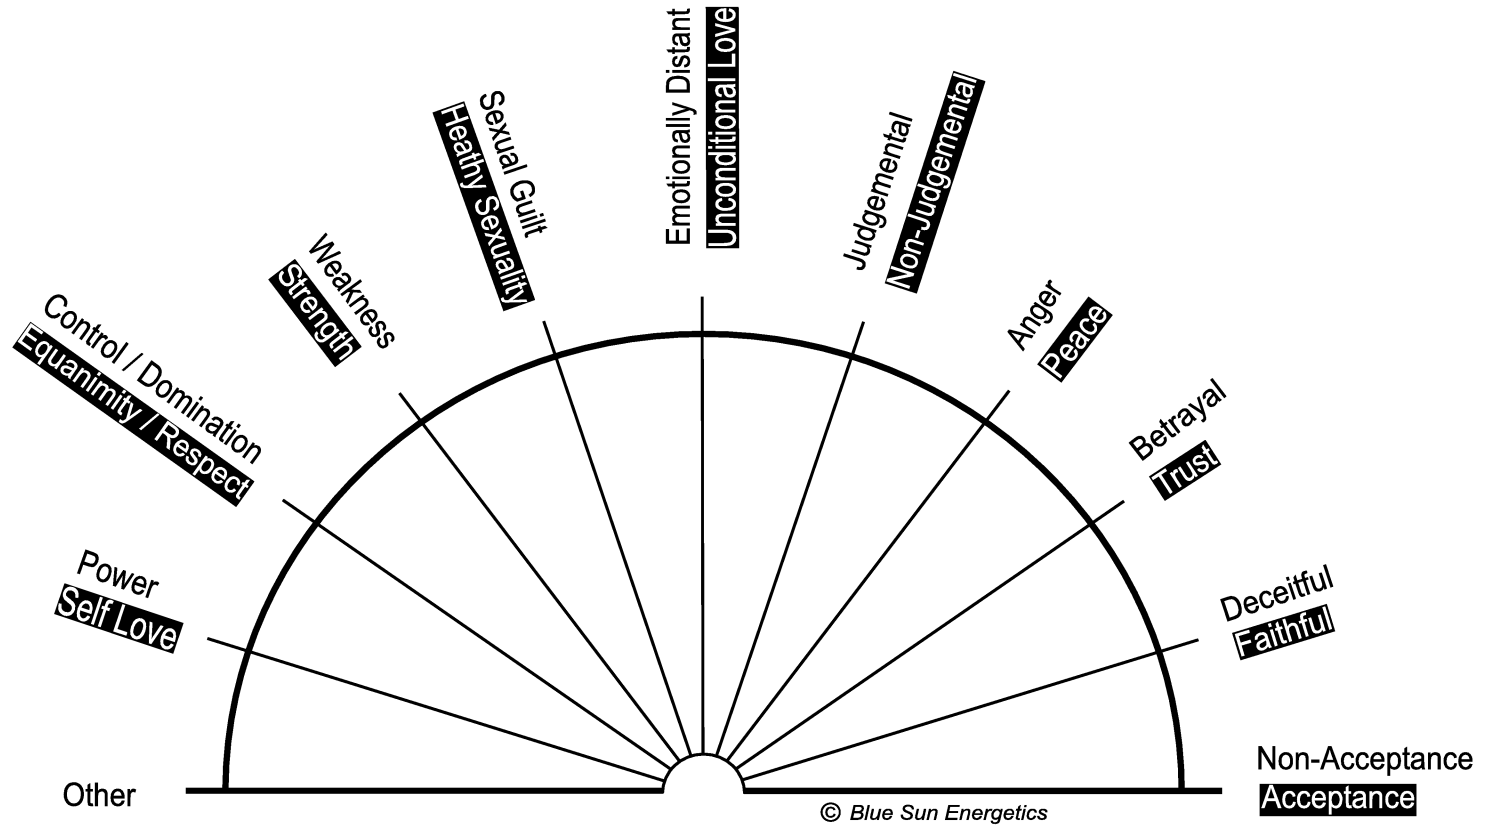 Other
Power
Self Love
Control / Domination
Equanimity / Respect
Weakness
Strength
Sexual Guilt
Heathy Sexuality
Emotionally Distant
Unconditional Love
Judgemental
Non-Judgemental
Anger
Peace
Betrayal
Trust
Deceitful
Faithful
Non-Acceptance
Acceptance
© Blue Sun Energetics